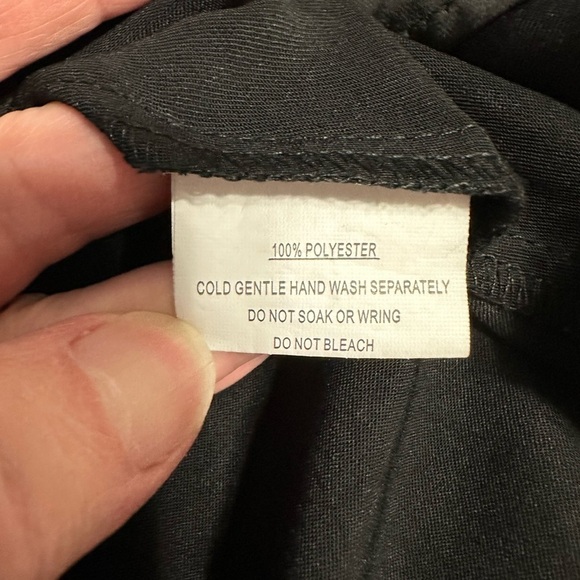 100% POLYESTER
COLD GENTLE HAND WASH SEPARATELY
DO NOT SOAK OR WRING
DO NOT BLEACH